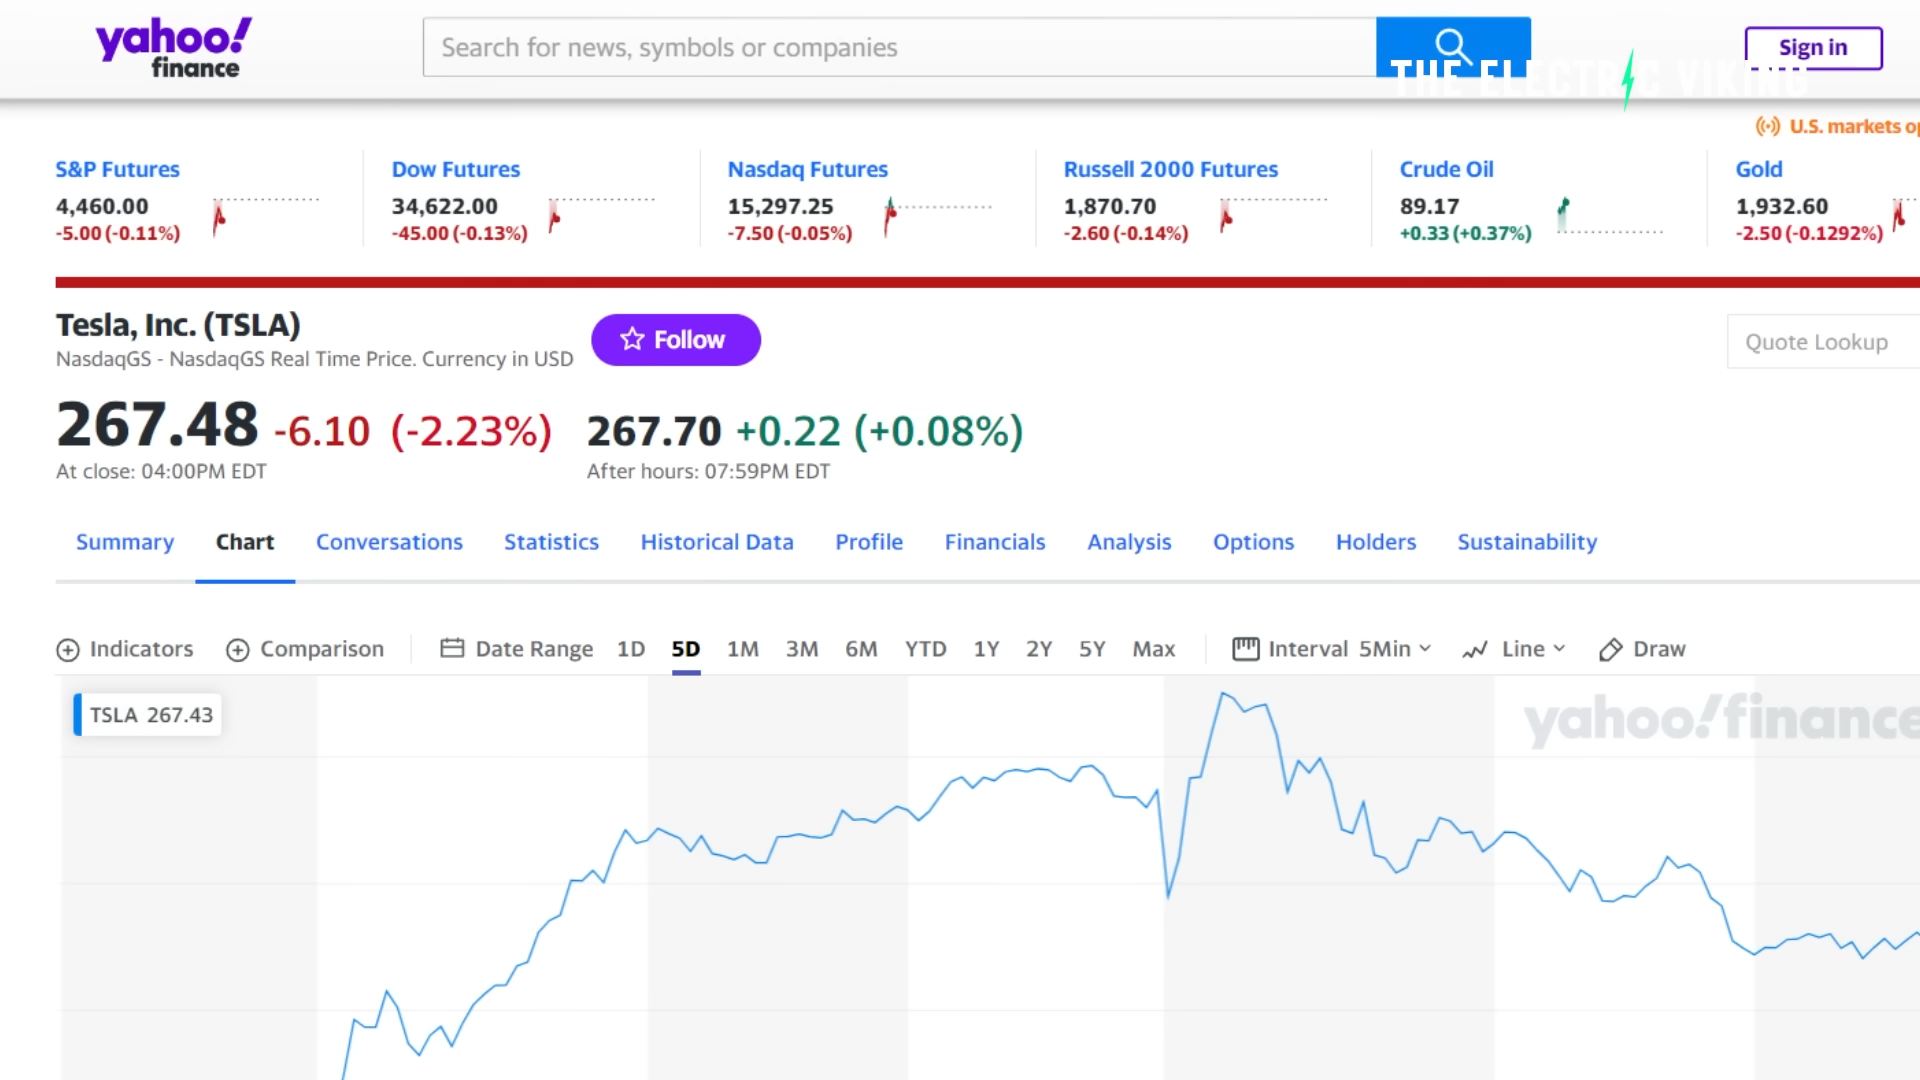 yahoo! finance
Search for news, symbols or companies
Sign in
THE ELECTRIC VIKING
U.S. markets op
S&P Futures
4,460.00
-5.00 (-0.11%)
Dow Futures
34,622.00
-45.00 (-0.13%)
Nasdaq Futures
15,297.25
-7.50 (-0.05%)
Russell 2000 Futures
1,870.70
-2.60 (-0.14%)
Crude Oil
89.17
+0.33 (+0.37%)
Gold
1,932.60
-2.50 (-0.1292%)
Tesla, Inc. (TSLA)
NasdaqGS - NasdaqGS Real Time Price. Currency in USD
Follow
Quote Lookup
267.48 -6.10 (-2.23%)
At close: 04:00PM EDT
267.70 +0.22 (+0.08%)
After hours: 07:59PM EDT
Summary Chart Conversations Statistics Historical Data Profile Financials Analysis Options Holders Sustainability
Indicators Comparison Date Range 1D 5D 1M 3M 6M YTD 1Y 2Y 5Y Max Interval 5Min Line Draw
TSLA 267.43
yahoo!finance